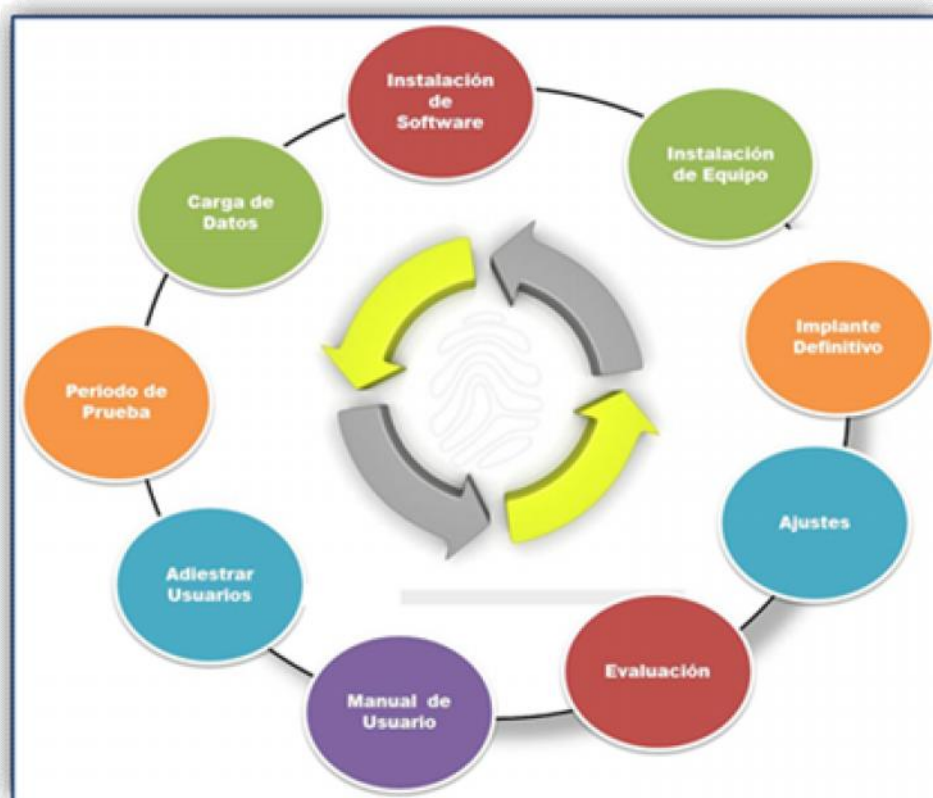 Instalación
de
Software
Instalación
de Equipo
Carga de
Datos
Implante
Definitivo
Periodo de
Prueba
Ajustes
Adiestrar
Usuarios
Evaluación
Manual de
Usuario